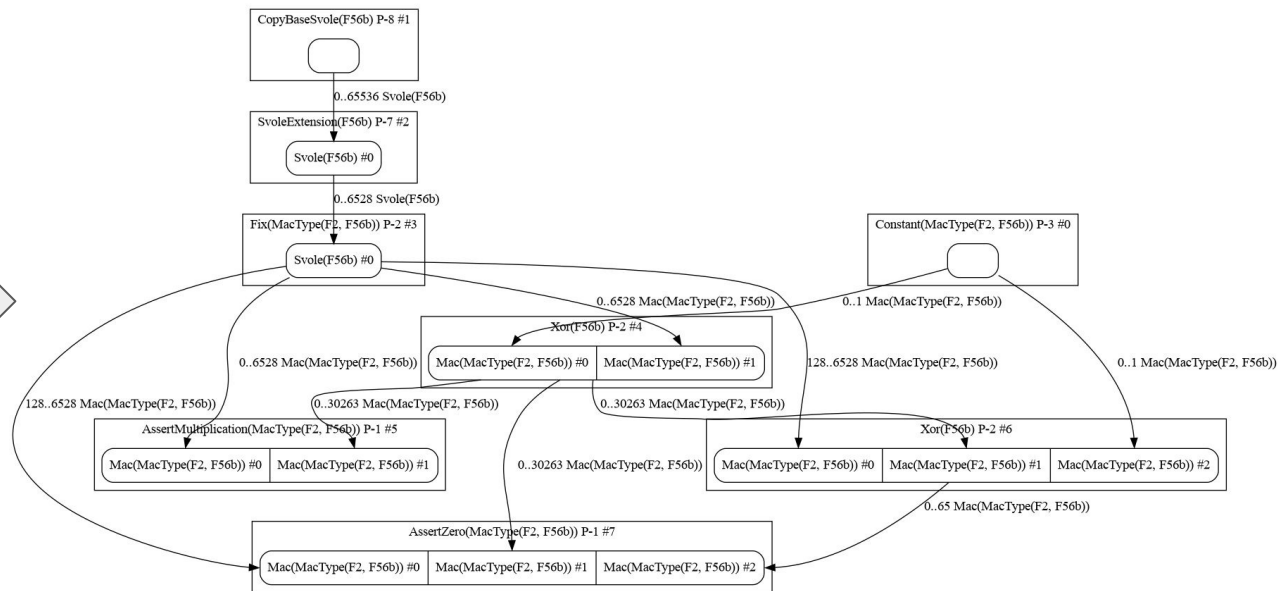 CopyBaseSvole(F56b) P-8 #1
0..65536 Svole(F56b)
SvoleExtension(F56b) P-7 #2
Svole(F56b) #0
0..6528 Svole(F56b)
Fix(MacType(F2, F56b)) P-2 #3
Constant(MacType(F2, F56b)) P-3 #0
Svole(F56b) #0
0..6528 Mac(MacType(F2, F56b))
0..1 Mac(MacType(F2, F56b))
Xor(F56b) P-2 #4
Mac(MacType(F2, F56b)) #0
Mac(MacType(F2, F56b)) #1
0..6528 Mac(MacType(F2, F56b))
128..6528 Mac(MacType(F2, F56b))
0..1 Mac(MacType(F2, F56b))
128..6528 Mac(MacType(F2, F56b))
0..30263 Mac(MacType(F2, F56b))
0..30263 Mac(MacType(F2, F56b))
AssertMultiplication(MacType(F2, F56b)) P-1 #5
Mac(MacType(F2, F56b)) #0
Mac(MacType(F2, F56b)) #1
0..30263 Mac(MacType(F2, F56b))
Xor(F56b) P-2 #6
Mac(MacType(F2, F56b)) #0
Mac(MacType(F2, F56b)) #1
Mac(MacType(F2, F56b)) #2
0..65 Mac(MacType(F2, F56b))
AssertZero(MacType(F2, F56b)) P-1 #7
Mac(MacType(F2, F56b)) #0
Mac(MacType(F2, F56b)) #1
Mac(MacType(F2, F56b)) #2